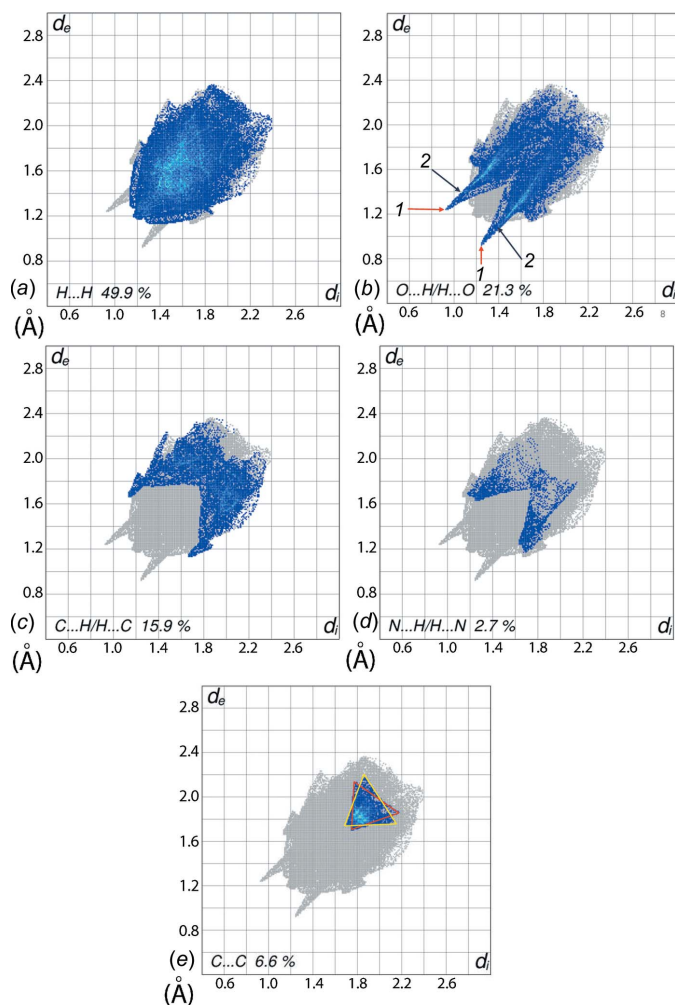 de
2.8
2.4
2.0
1.6
1.2
0.8
(a)
H...H 49.9 %
di
(Å)
0.6 1.0 1.4 1.8 2.2 2.6
de
2.8
2.4
2.0
1.6
1.2
0.8
2
1
2
1
(b)
O...H/H...O 21.3 %
di
(Å)
0.6 1.0 1.4 1.8 2.2 2.6
de
2.8
2.4
2.0
1.6
1.2
0.8
(c)
C...H/H...C 15.9 %
di
(Å)
0.6 1.0 1.4 1.8 2.2 2.6
de
2.8
2.4
2.0
1.6
1.2
0.8
(d)
N...H/H...N 2.7 %
di
(Å)
0.6 1.0 1.4 1.8 2.2 2.6
de
2.8
2.4
2.0
1.6
1.2
0.8
(e)
C...C 6.6 %
di
(Å)
0.6 1.0 1.4 1.8 2.2 2.6